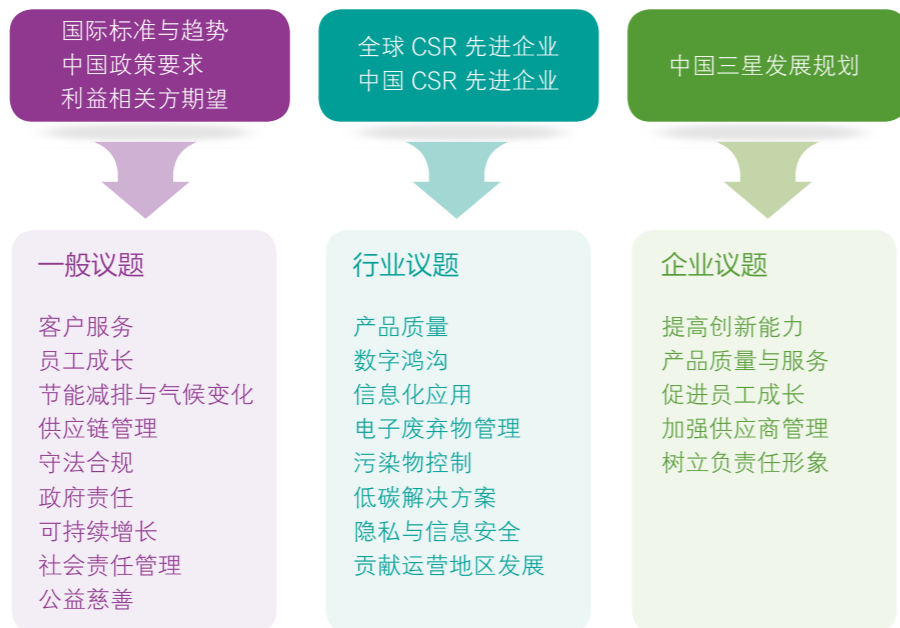 国际标准与趋势
中国政策要求
利益相关方期望
全球 CSR 先进企业
中国 CSR 先进企业
中国三星发展规划
一般议题
客户服务
员工成长
节能减排与气候变化
供应链管理
守法合规
政府责任
可持续增长
社会责任管理
公益慈善
行业议题
产品质量
数字鸿沟
信息化应用
电子废弃物管理
污染物控制
低碳解决方案
隐私与信息安全
贡献运营地区发展
企业议题
提高创新能力
产品质量与服务
促进员工成长
加强供应商管理
树立负责任形象